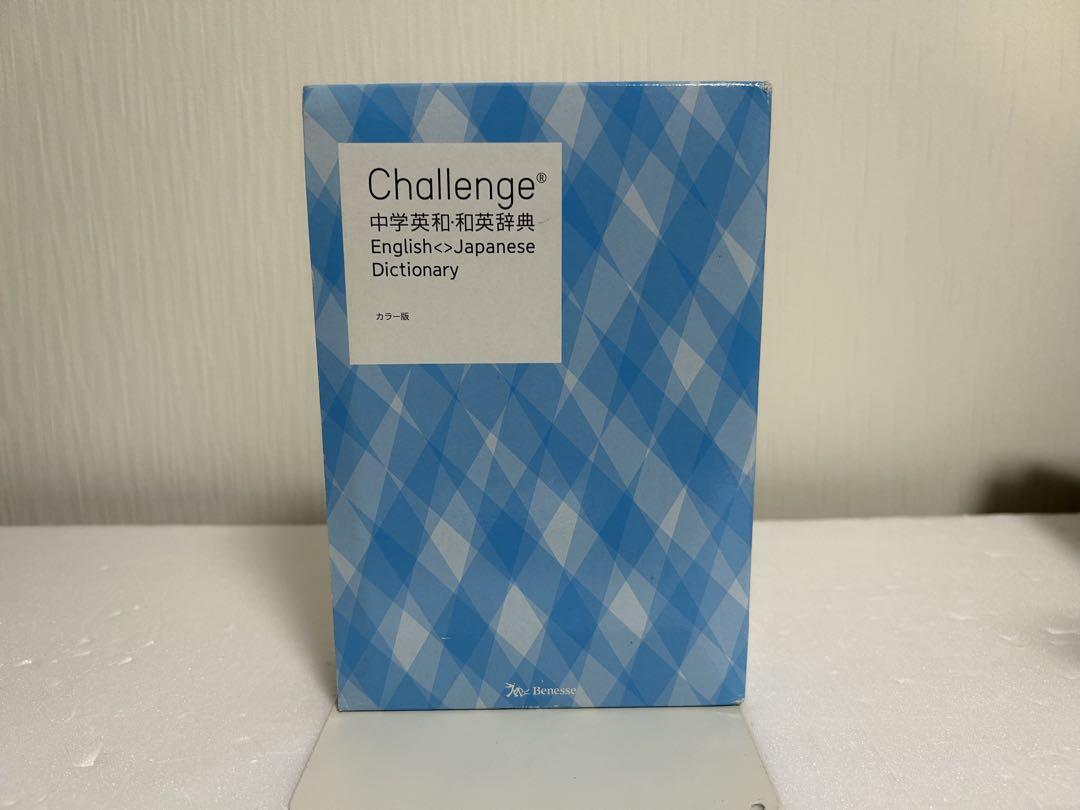 Challenge®
中学英和・和英辞典
English<>Japanese
Dictionary
カラー版
Benesse